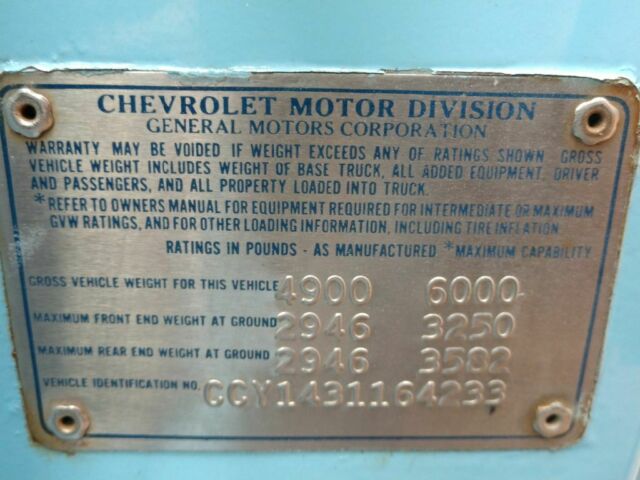 CHEVROLET MOTOR DIVISION
GENERAL MOTORS CORPORATION
WARRANTY MAY BE VOIDED IF WEIGHT EXCEEDS ANY OF RATINGS SHOWN GROSS
VEHICLE WEIGHT INCLUDES WEIGHT OF BASE TRUCK, ALL ADDED EQUIPMENT, DRIVER
AND PASSENGERS, AND ALL PROPERTY LOADED INTO TRUCK.
*REFER TO OWNERS MANUAL FOR EQUIPMENT REQUIRED FOR INTERMEDIATE OR MAXIMUM
GVW RATINGS, AND FOR OTHER LOADING INFORMATION, INCLUDING TIRE INFLATION.
RATINGS IN POUNDS - AS MANUFACTURED *MAXIMUM CAPABILITY
GROSS VEHICLE WEIGHT FOR THIS VEHICLE 4900 6000
MAXIMUM FRONT END WEIGHT AT GROUND 2946 3250
MAXIMUM REAR END WEIGHT AT GROUND 2946 3582
VEHICLE IDENTIFICATION NO. CCY1431164233